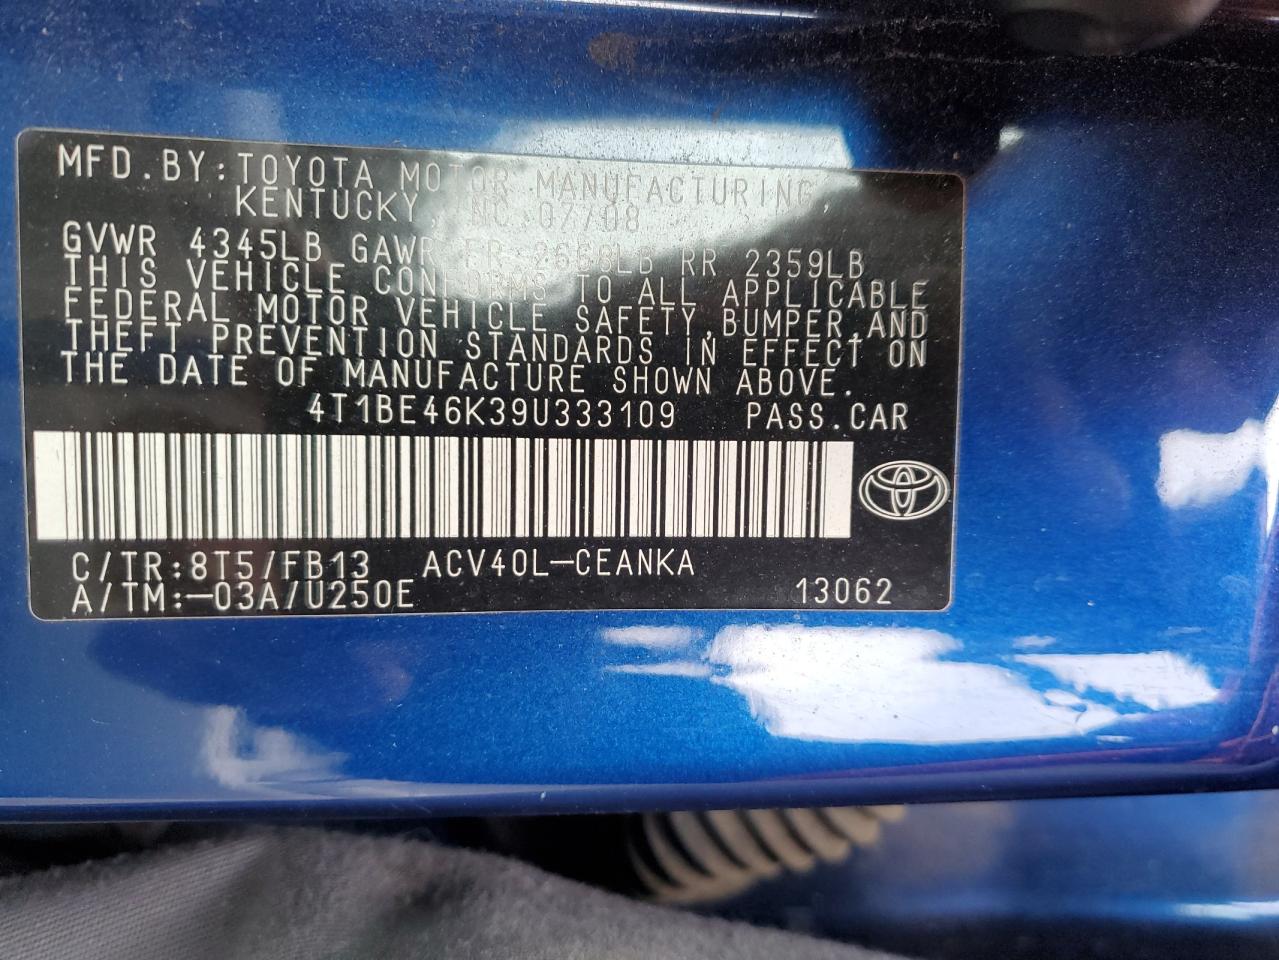 MFD.BY:TOYOTA MOTOR MANUFACTURING,
KENTUCKY, INC. 07/08
GVWR 4345LB GAWR FR 2668LB RR 2359LB
THIS VEHICLE CONFORMS TO ALL APPLICABLE
FEDERAL MOTOR VEHICLE SAFETY,BUMPER,AND
THEFT PREVENTION STANDARDS IN EFFECT ON
THE DATE OF MANUFACTURE SHOWN ABOVE.
4T1BE46K39U333109 PASS.CAR
C/TR:8T5/FB13 ACV40L-CEANKA
A/TM:-03A/U250E 13062